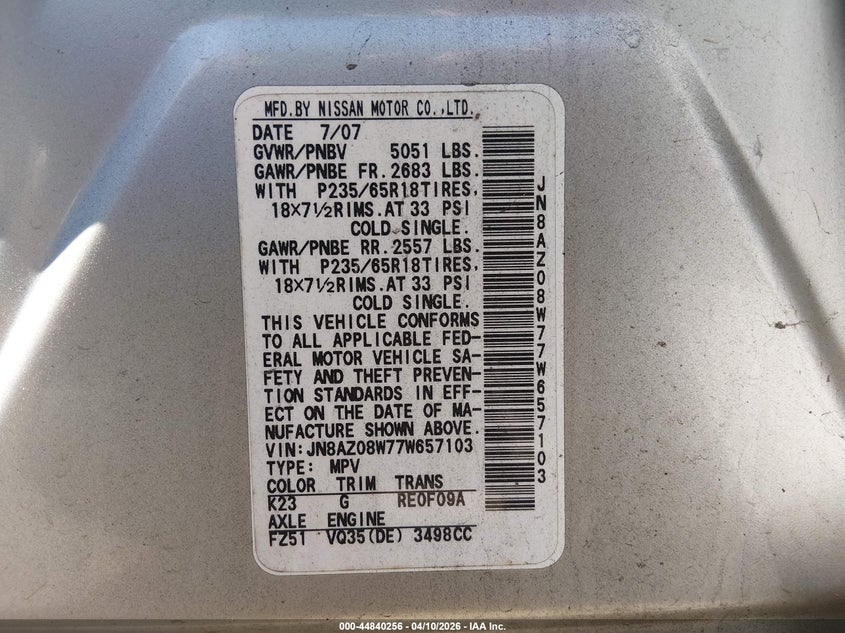 MFD.BY NISSAN MOTOR CO.,LTD.
DATE 7/07
GVWR/PNBV 5051 LBS.
GAWR/PNBE FR.2683 LBS.
WITH P235/65R18TIRES,
18×7½RIMS.AT 33 PSI
COLD SINGLE.
GAWR/PNBE RR.2557 LBS.
WITH P235/65R18TIRES,
18×7½RIMS.AT 33 PSI
COLD SINGLE.
THIS VEHICLE CONFORMS
TO ALL APPLICABLE FED-
ERAL MOTOR VEHICLE SA-
FETY AND THEFT PREVEN-
TION STANDARDS IN EFF-
ECT ON THE DATE OF MA-
NUFACTURE SHOWN ABOVE.
VIN:JN8AZ08W77W657103
TYPE: MPV
COLOR TRIM TRANS
K23 G RE0F09A
AXLE ENGINE
FZ51 VQ35(DE) 3498CC
JN8AZ08W77W657103
000-44840256 - 04/10/2026 - IAA Inc.